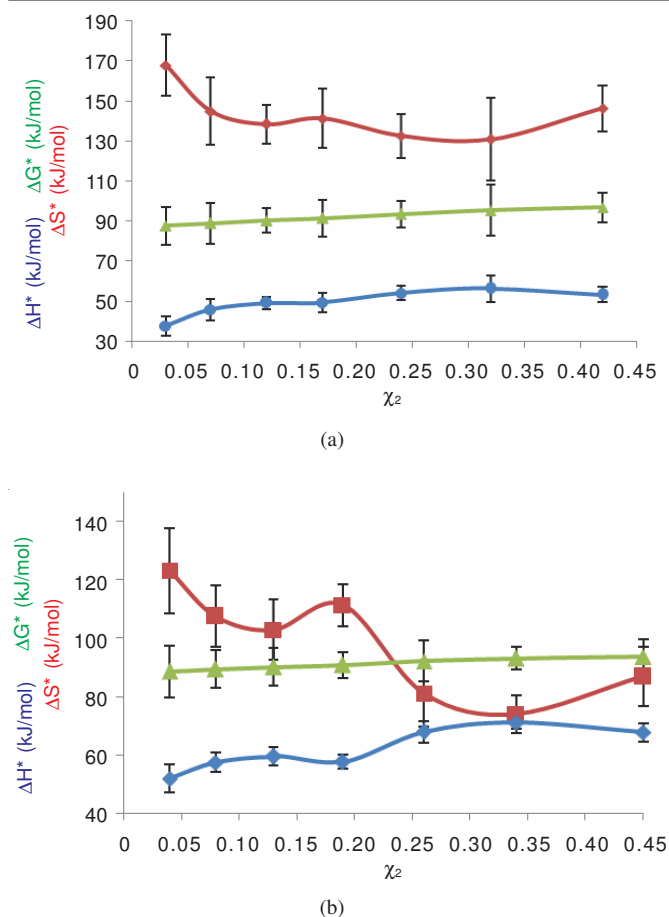 190
170
150
130
110
90
70
50
30
ΔH* (kJ/mol)
ΔG* (kJ/mol)
ΔS* (kJ/mol)
0 0.05 0.10 0.15 0.20 0.25 0.30 0.35 0.40 0.45
χ2
(a)
140
120
100
80
60
40
ΔH* (kJ/mol)
ΔG* (kJ/mol)
ΔS* (kJ/mol)
0 0.05 0.10 0.15 0.20 0.30 0.30 0.35 0.40 0.45
χ2
(b)